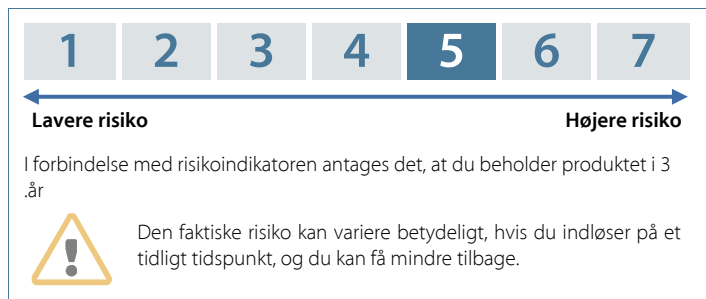 1 2 3 4 5 6 7
Lavere risiko Højere risiko
I forbindelse med risikoindikatoren antages det, at du beholder produktet i 3
.år
Den faktiske risiko kan variere betydeligt, hvis du indløser på et
tidligt tidspunkt, og du kan få mindre tilbage.